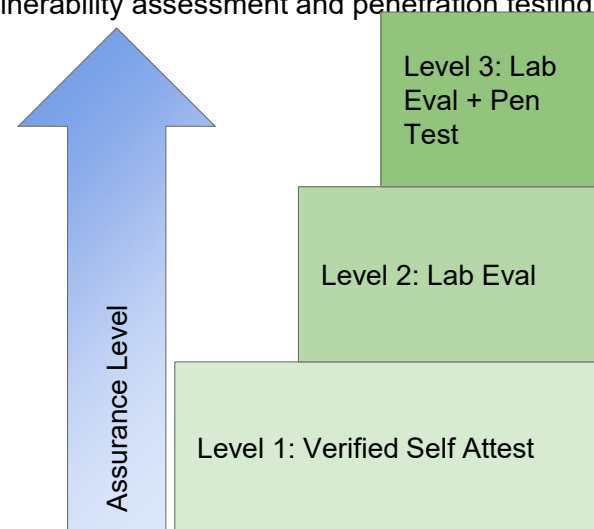 nerability assessment and penetration testing
Level 3: Lab
Eval + Pen
Test
Level 2: Lab Eval
Assurance Level
Level 1: Verified Self Attest